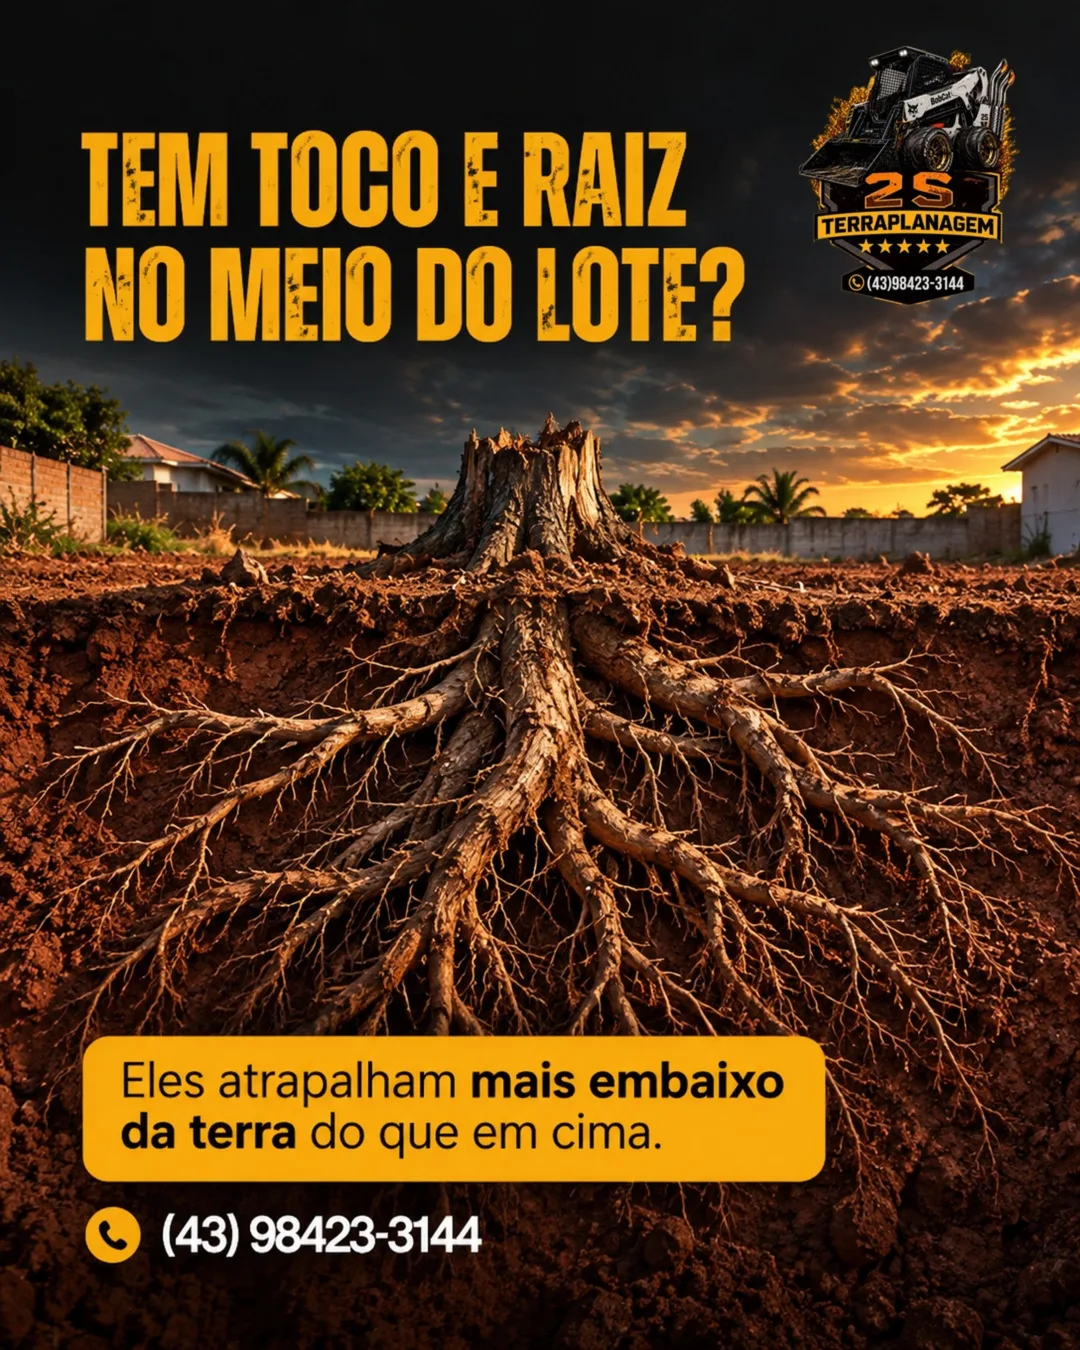 TEM TOCO E RAIZ
NO MEIO DO LOTE?
BobCat
2S
TERRAPLANAGEM
(43)98423-3144
Eles atrapalham mais embaixo
da terra do que em cima.
(43) 98423-3144